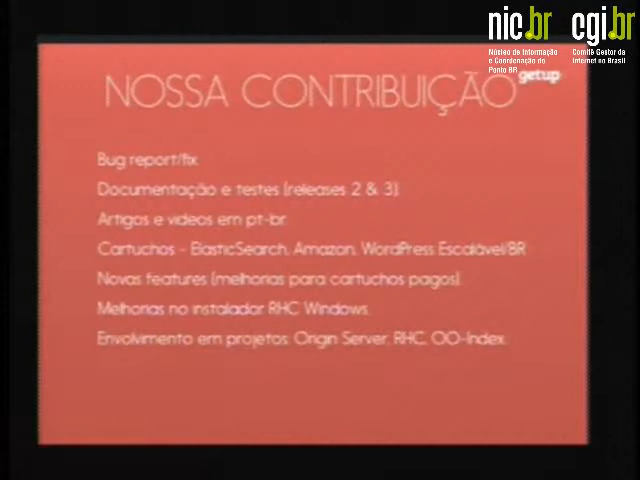 nic.br cgi.br
Núcleo de Informação
e Coordenação do
Ponto BR
Comitê Gestor da
Internet no Brasil
getup
NOSSA CONTRIBUIÇÃO
Bug report/fix
Documentação e testes (releases 2 & 3).
Artigos e videos em pt-br.
Cartuchos - ElasticSearch, Amazon, WordPress Escalável/BR
Novas features (melhorias para cartuchos pagos).
Melhorias no instalador RHC Windows.
Envolvimento em projetos: Origin Server, RHC, OO-Index.